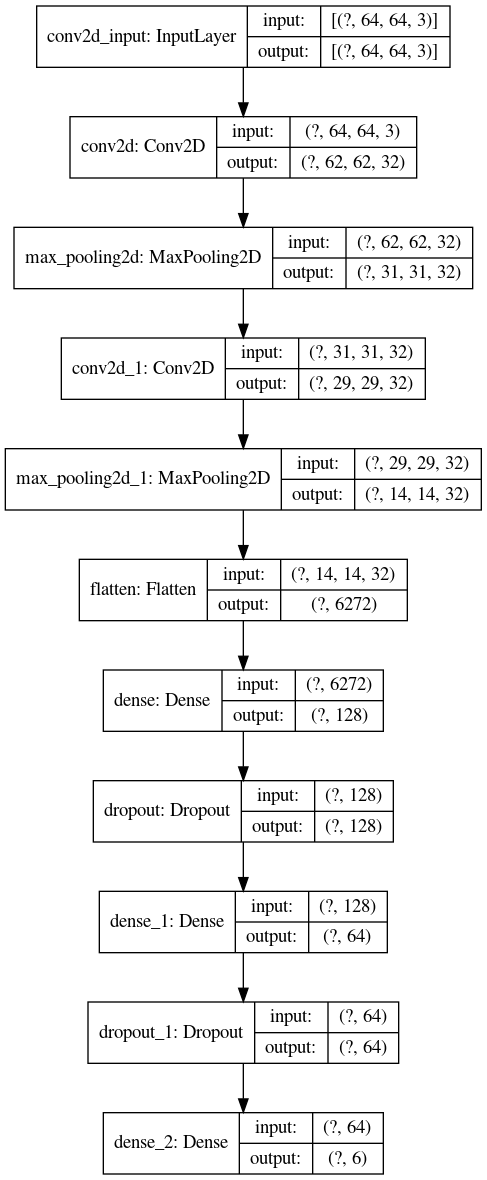 conv2d_input: InputLayer
input: [(?, 64, 64, 3)]
output: [(?, 64, 64, 3)]
conv2d: Conv2D
input: (?, 64, 64, 3)
output: (?, 62, 62, 32)
max_pooling2d: MaxPooling2D
input: (?, 62, 62, 32)
output: (?, 31, 31, 32)
conv2d_1: Conv2D
input: (?, 31, 31, 32)
output: (?, 29, 29, 32)
max_pooling2d_1: MaxPooling2D
input: (?, 29, 29, 32)
output: (?, 14, 14, 32)
flatten: Flatten
input: (?, 14, 14, 32)
output: (?, 6272)
dense: Dense
input: (?, 6272)
output: (?, 128)
dropout: Dropout
input: (?, 128)
output: (?, 128)
dense_1: Dense
input: (?, 128)
output: (?, 64)
dropout_1: Dropout
input: (?, 64)
output: (?, 64)
dense_2: Dense
input: (?, 64)
output: (?, 6)